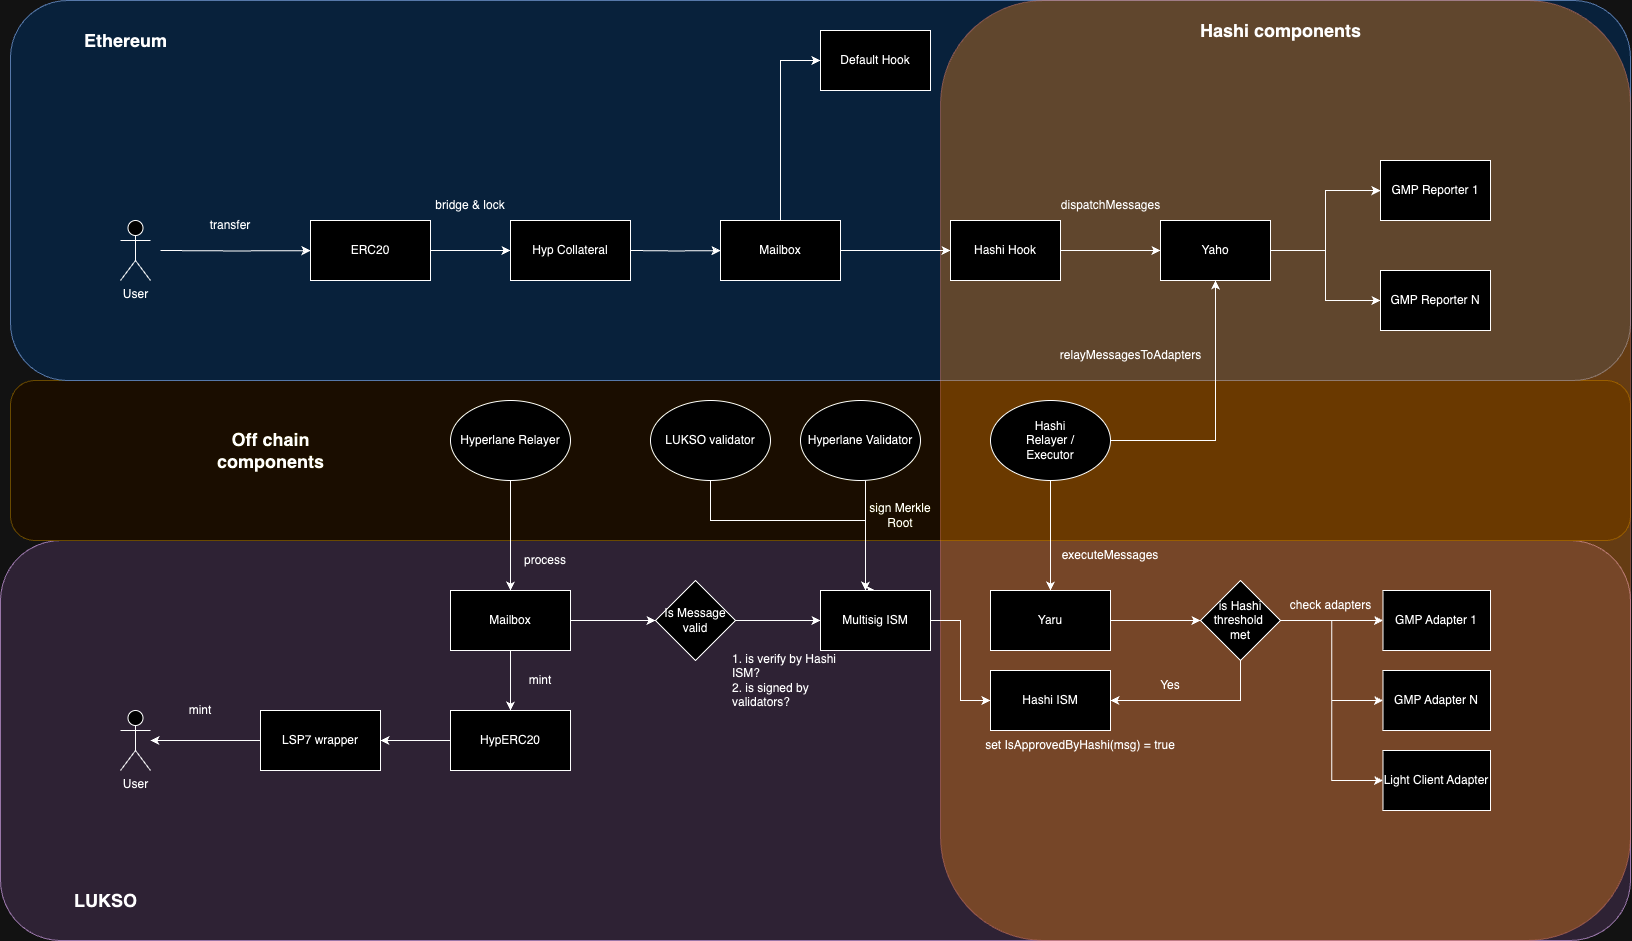 Ethereum
Hashi components
Default Hook
GMP Reporter 1
bridge & lock
dispatchMessages
transfer
ERC20
Hyp Collateral
Mailbox
Hashi Hook
Yaho
User
GMP Reporter N
relayMessagesToAdapters
Off chain
components
Hyperlane Relayer
LUKSO validator
Hyperlane Validator
Hashi
Relayer /
Executor
sign Merkle
Root
process
executeMessages
Mailbox
Is Message
valid
Multisig ISM
Yaru
is Hashi
threshold
met
check adapters
GMP Adapter 1
1. is verify by Hashi
ISM?
2. is signed by
validators?
mint
Hashi ISM
Yes
GMP Adapter N
set IsApprovedByHashi(msg) = true
mint
LSP7 wrapper
HypERC20
User
Light Client Adapter
LUKSO